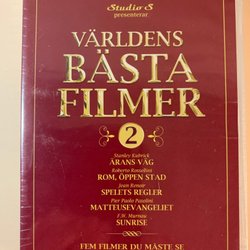 Studio S
presenterar
VÄRLDENS
BÄSTA
FILMER
2
Stanley Kubrick
ÄRANS VÄG
Roberto Rossellini
ROM, ÖPPEN STAD
Jean Renoir
SPELETS REGLER
Pier Paolo Pasolini
MATTEUSEVANGELIET
F.W. Murnau
SUNRISE
FEM FILMER DU MÅSTE SE